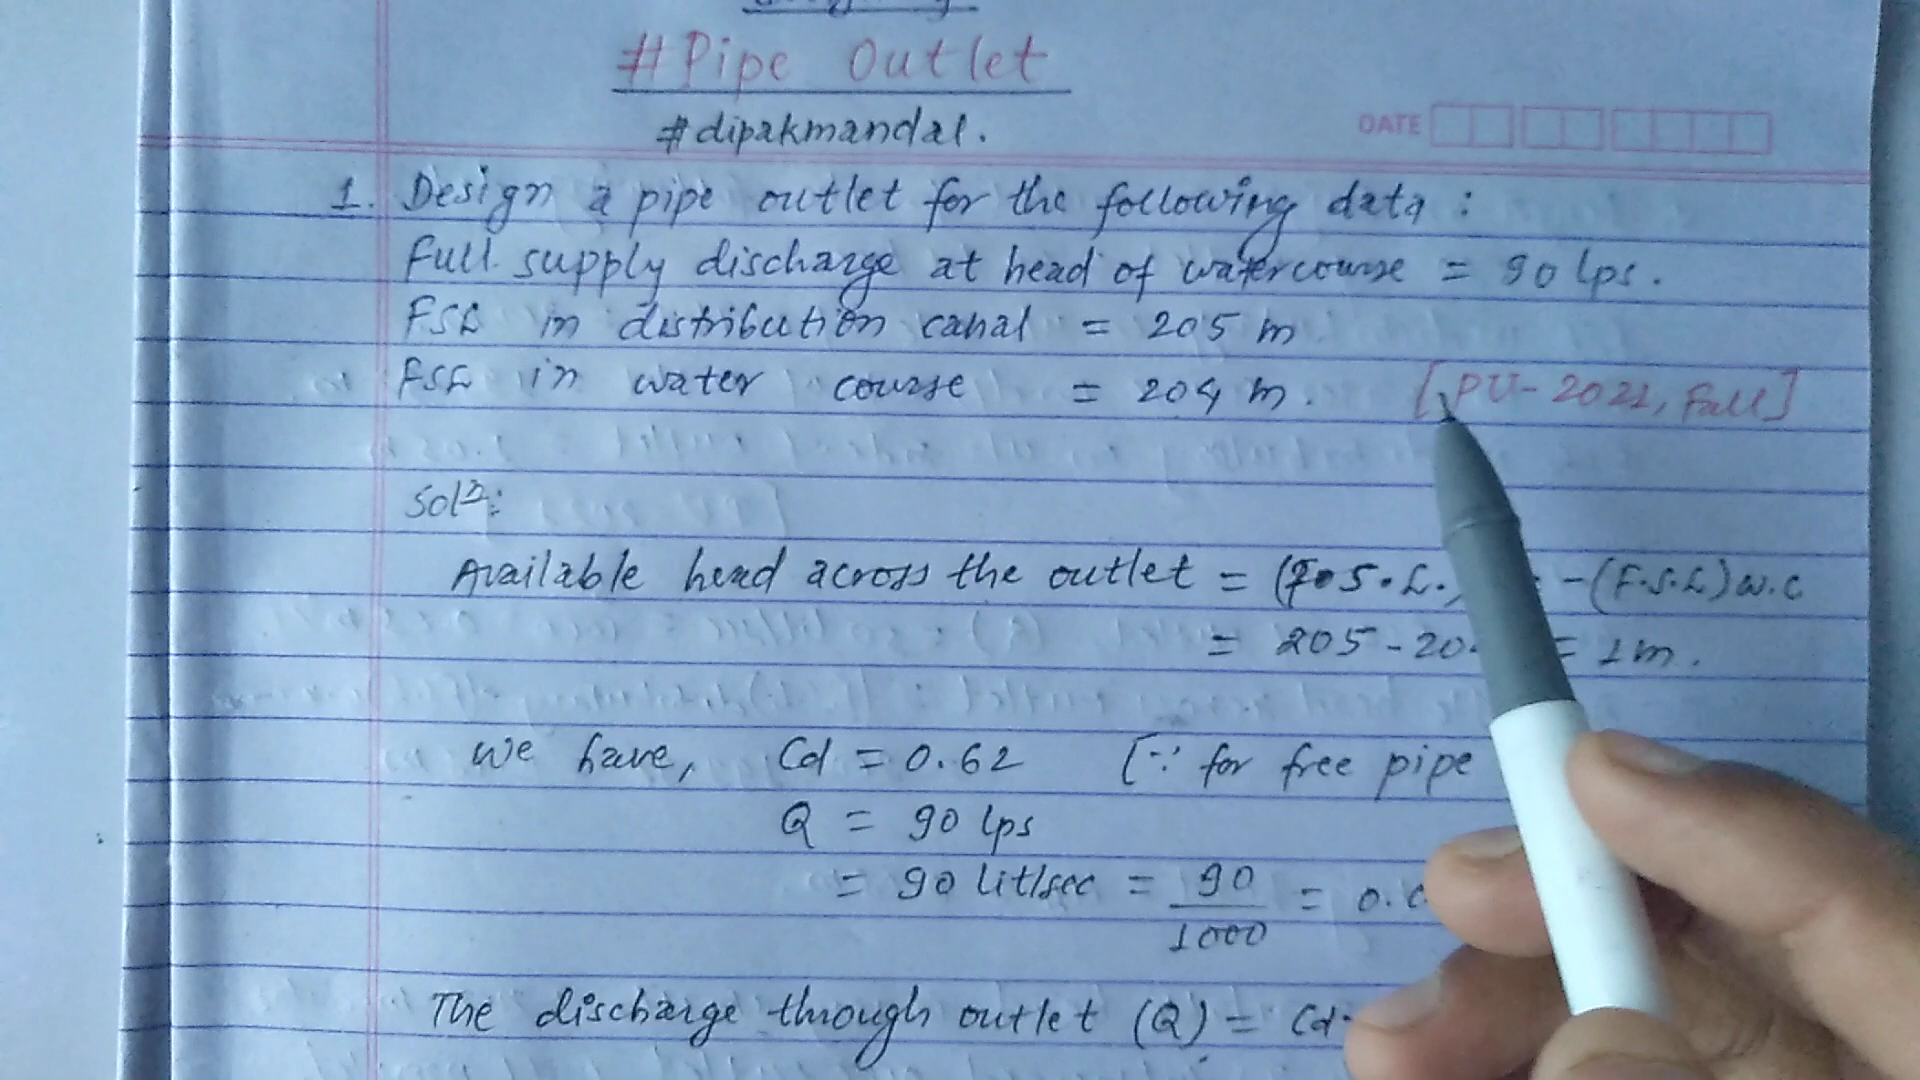 #Pipe Outlet
#dipakmandal.
DATE
1. Design a pipe outlet for the following data :
Full supply discharge at head of watercourse = 90 lps.
FSL in distribution canal = 205 m
FSL in water course = 204 m. [PU-2021, Fall]
Soln:
Available head across the outlet = (F.S.L.) - (F.S.L) w.c
= 205 - 20 = 1m.
We have, Cd = 0.62 [∵ for free pipe
Q = 90 lps
= 90 lit/sec = 90/1000 = 0.
The discharge through outlet (Q) = Cd